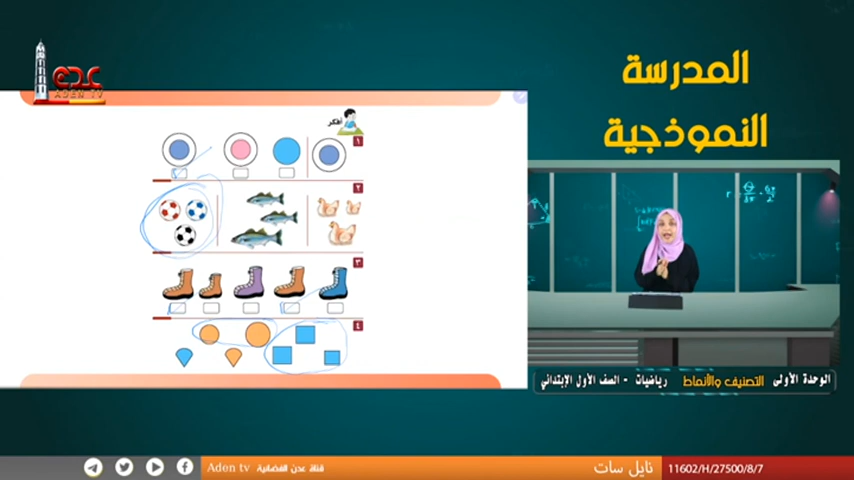 عدن
ADEN TV
المدرسة
النموذجية
أفكر
١
٢
٣
٤
الوحدة الأولى التصنيف والأنماط رياضيات - الصف الأول الإبتدائي
Aden tv قناة عدن الفضائية
نايل سات
11602/H/27500/8/7